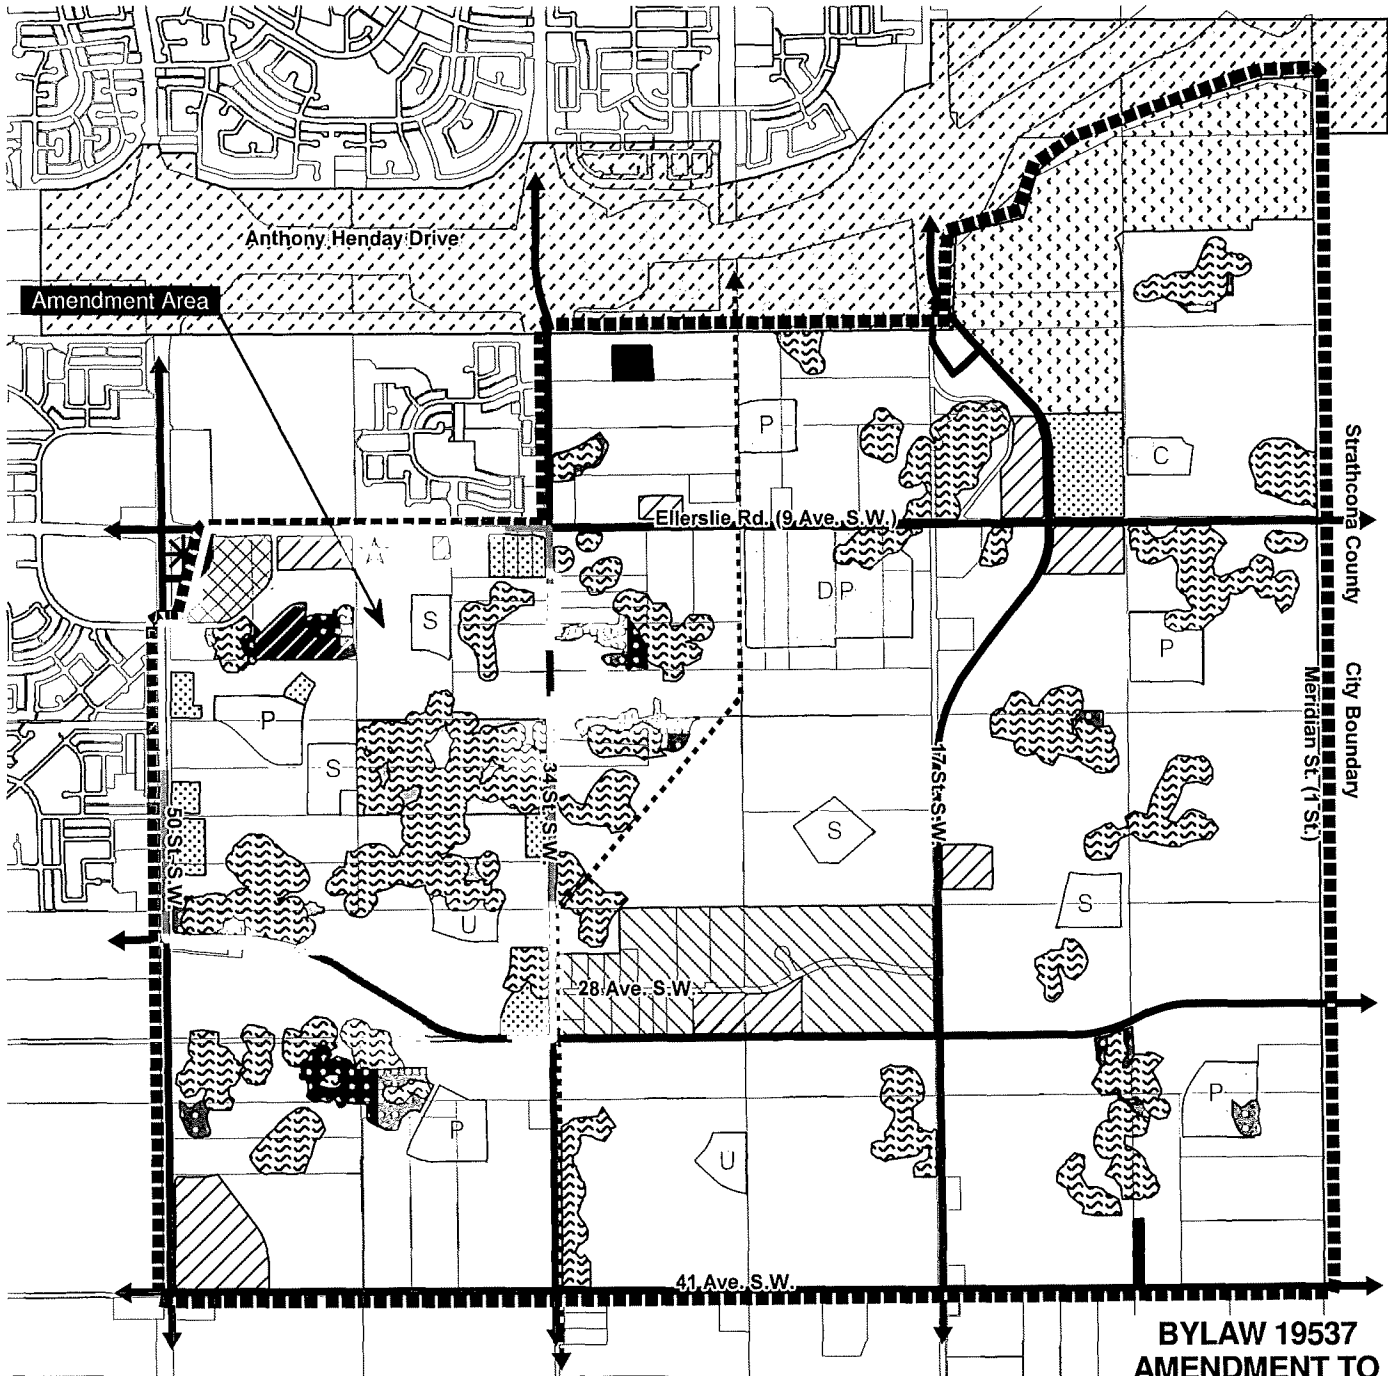 Anthony Henday Drive
Amendment Area
P
C
Strathcona County
City Boundary
Meridian St. (1 St.)
Ellerslie Rd. (9 Ave. S.W.)
S
DP
P
P
S
34 St. S.W.
17 St. S.W.
50 St. S.W.
S
S
U
28 Ave. S.W.
P
P
U
41 Ave. S.W.
BYLAW 19537
AMENDMENT TO